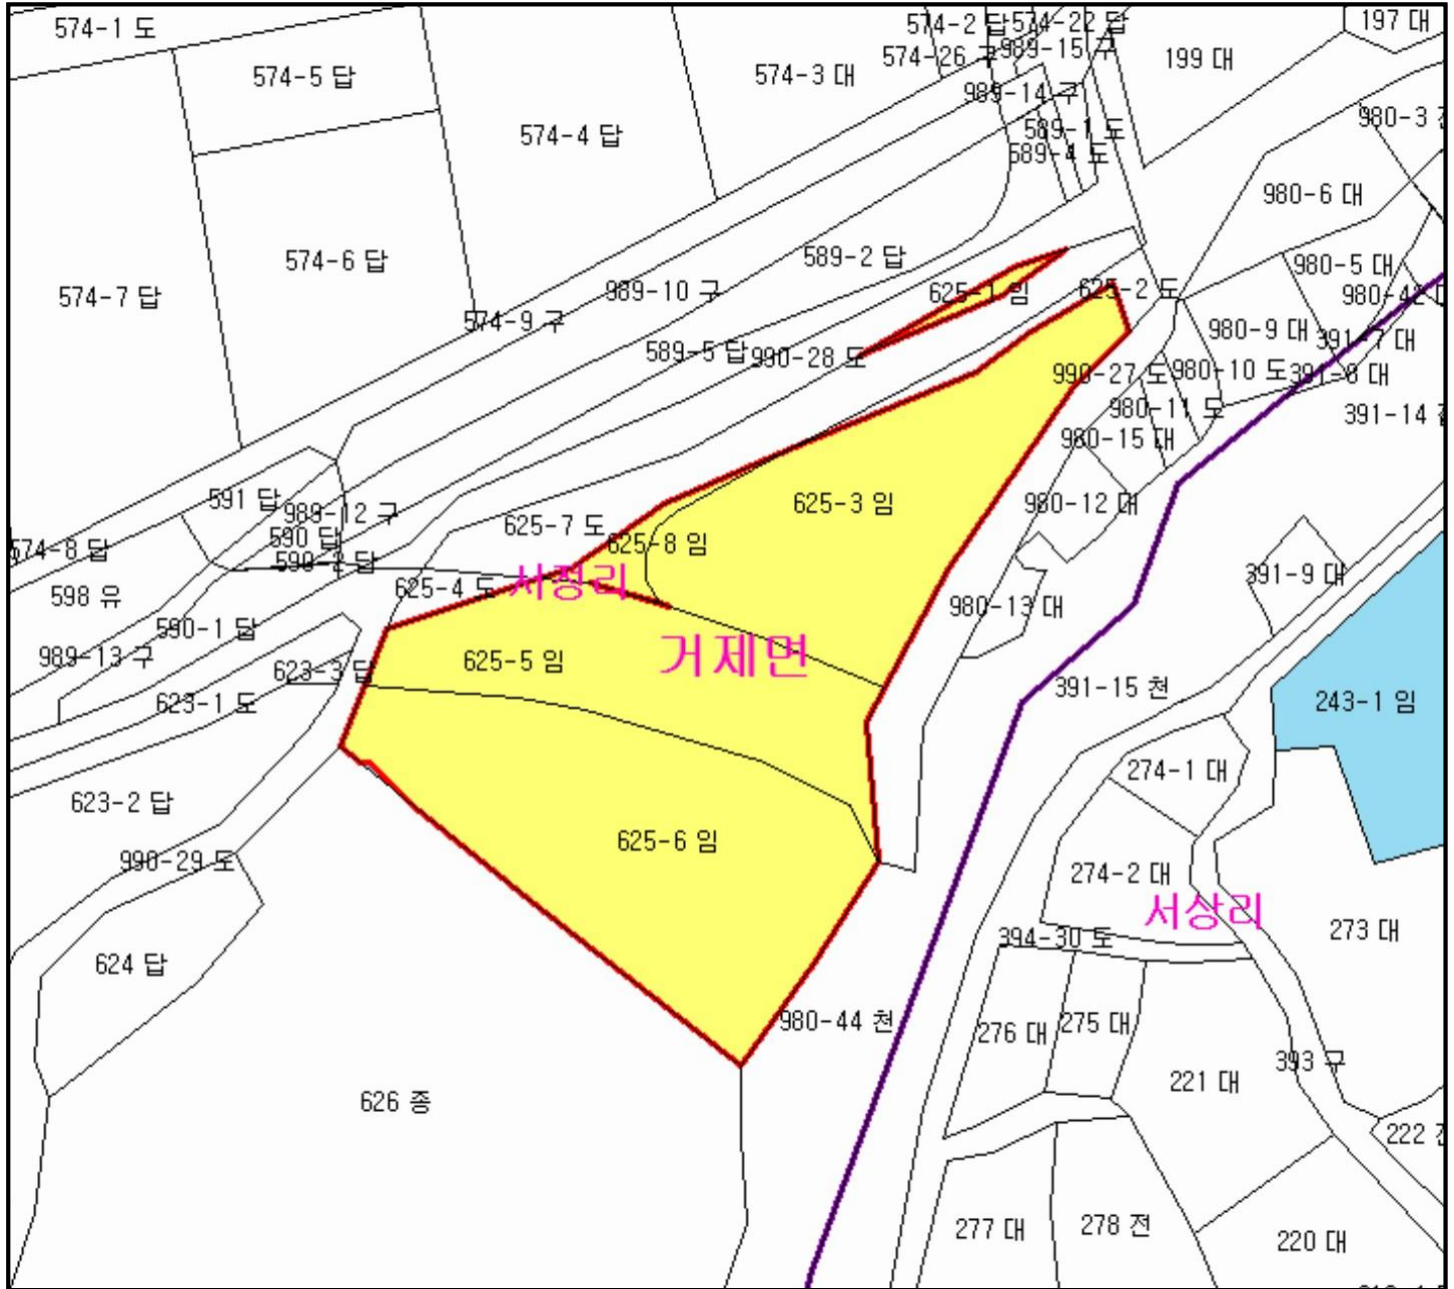 574-1 도
574-2 답
574-22 답
197 대
574-5 답
574-3 대
574-26 구
989-15 구
199 대
574-4 답
989-14 구
980-3
589-1 도
589-4 도
980-6 대
574-6 답
589-2 답
980-5 대
574-7 답
989-10 구
625-1 임
625-2 도
574-9 구
980-9 대
391-7 대
589-5 답
990-28 도
990-27 도
980-10 도
391-8 대
980-11 도
391-14
980-15 대
591 답
989-12 구
625-3 임
980-12 대
590 답
625-7 도
625-8 임
574-8 답
590-2 답
625-4 도
서정리
391-9 대
598 유
980-13 대
590-1 답
989-13 구
623-3 답
625-5 임
거제면
391-15 천
623-1 도
243-1 임
274-1 대
623-2 답
625-6 임
990-29 도
274-2 대
서상리
273 대
394-30 도
624 답
980-44 천
276 대
275 대
393 구
626 종
221 대
222 전
277 대
278 전
220 대